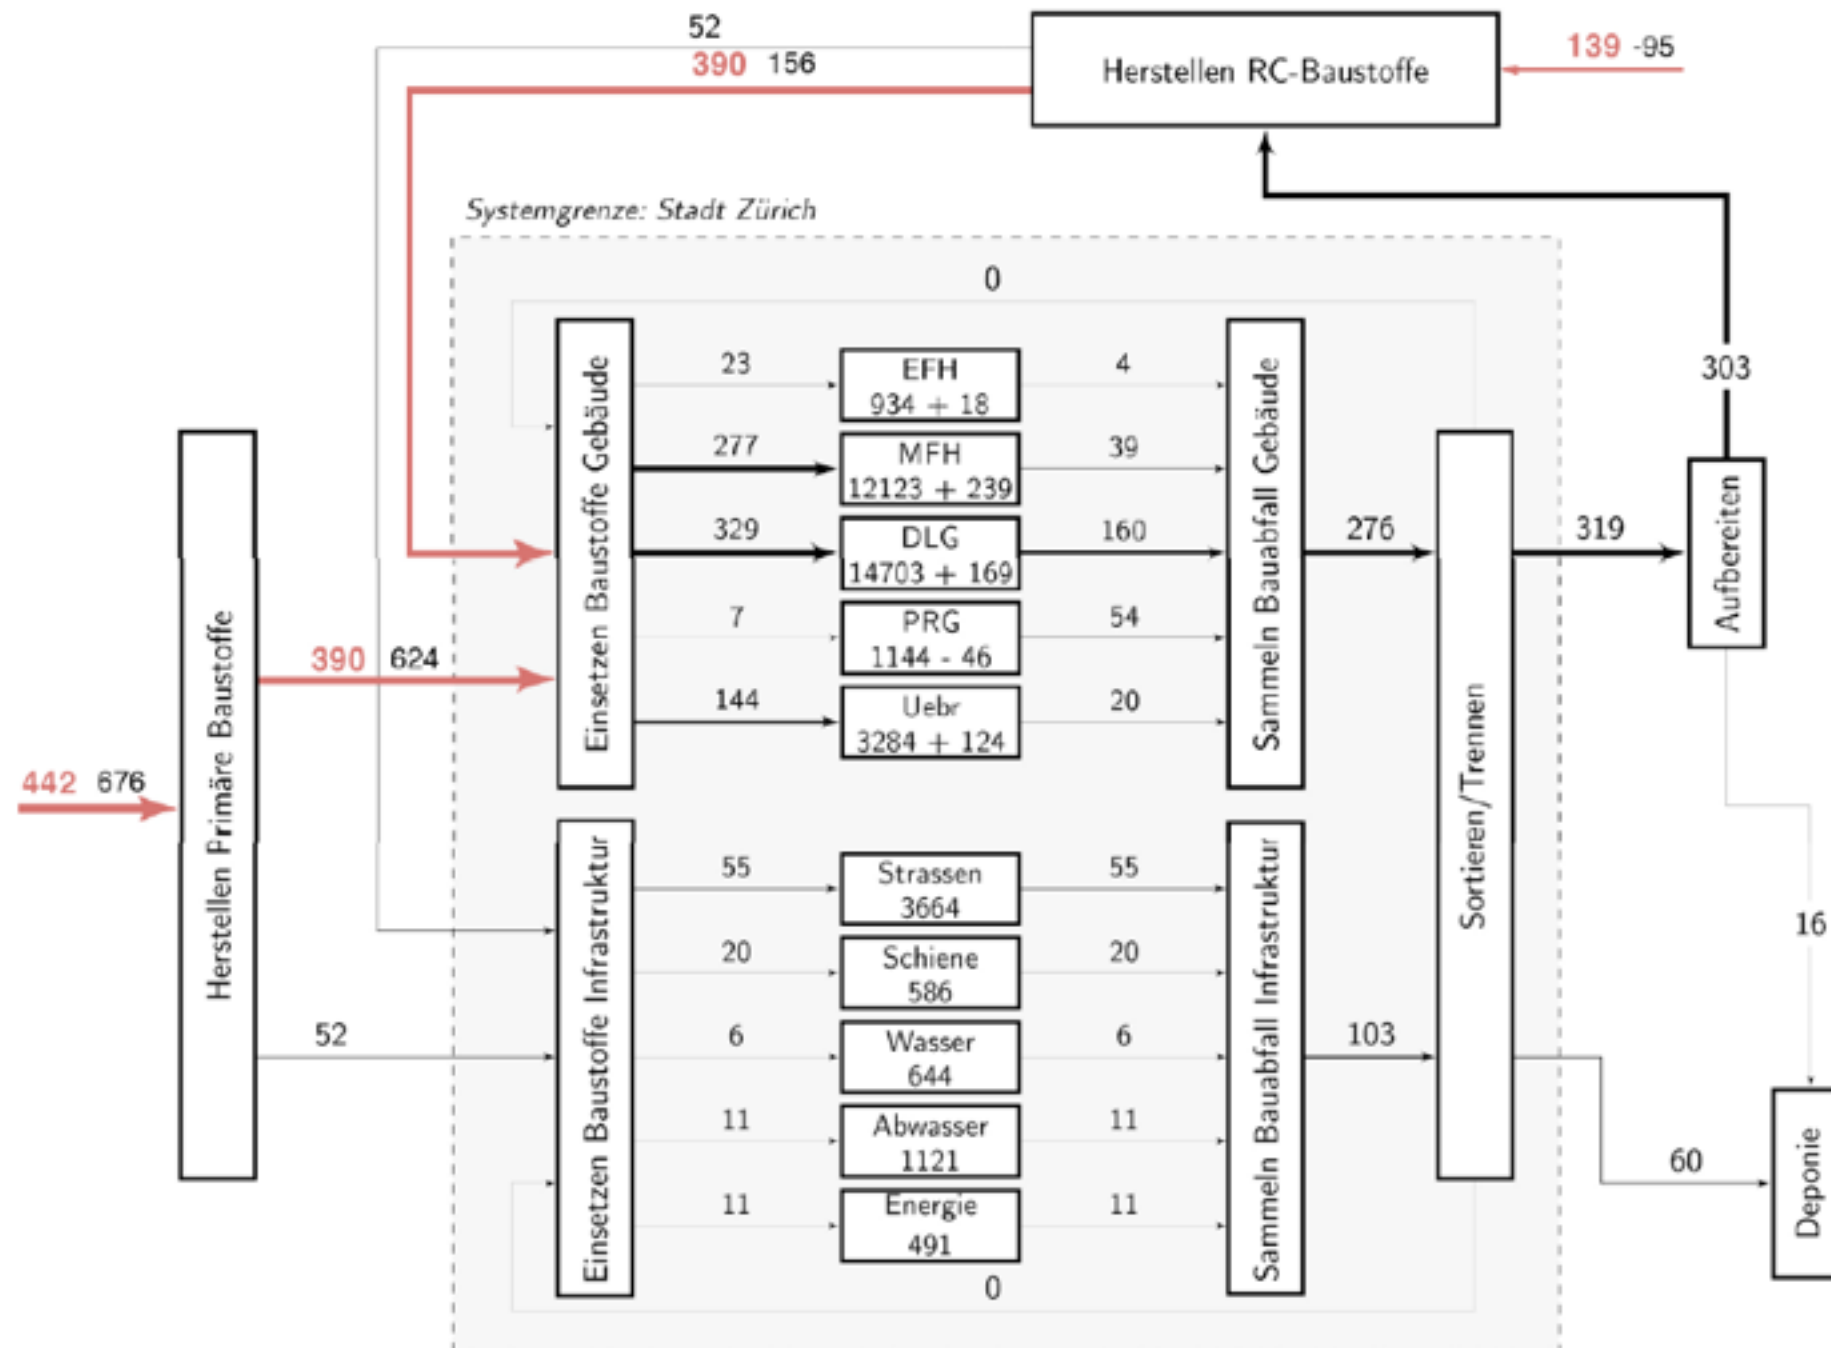 52
390 156
Herstellen RC-Baustoffe
139 -95
Systemgrenze: Stadt Zürich
0
303
Herstellen Primäre Baustoffe
442 676
390 624
52
Einsetzen Baustoffe Gebäude
23
EFH
934 + 18
4
277
MFH
12123 + 239
39
329
DLG
14703 + 169
160
7
PRG
1144 - 46
54
144
Uebr
3284 + 124
20
Sammeln Bauabfall Gebäude
276
Einsetzen Baustoffe Infrastruktur
55
Strassen
3664
55
20
Schiene
586
20
6
Wasser
644
6
11
Abwasser
1121
11
11
Energie
491
11
0
Sammeln Bauabfall Infrastruktur
103
Sortieren/Trennen
319
Aufbereiten
16
60
Deponie